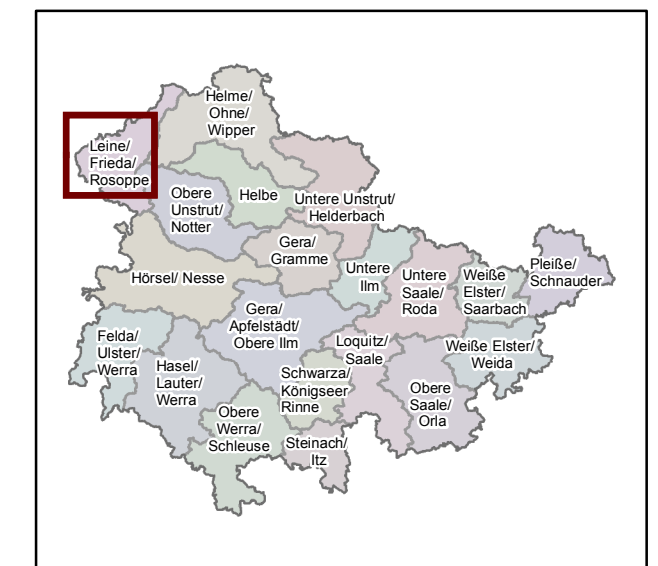 Helme/
Ohne/
Wipper
Leine/
Frieda/
Rosoppe
Obere
Unstrut/
Notter
Helbe
Untere Unstrut/
Helderbach
Gera/
Gramme
Hörsel/ Nesse
Untere
Ilm
Untere
Saale/
Roda
Weiße
Elster/
Saarbach
Pleiße/
Schnauder
Gera/
Apfelstädt/
Obere Ilm
Felda/
Ulster/
Werra
Hasel/
Lauter/
Werra
Loquitz/
Saale
Weiße Elster/
Weida
Schwarza/
Königseer
Rinne
Obere
Saale/
Orla
Obere
Werra/
Schleuse
Steinach/
Itz